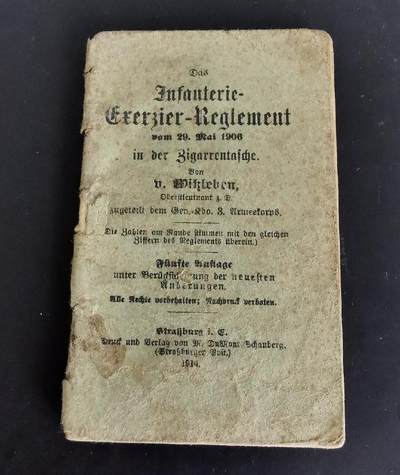 Das
Infanterie-
Exerzier-Reglement
vom 29. Mai 1906
in der Zigarrentasche.
Von
v. Witzleben,
Oberstleutnant z. D.
zugeteilt dem Gen.-Kdo. 3. Armeekorps.
Die Zahlen am Rande stimmen mit den gleichen
Ziffern des Reglements überein.)
Fünfte Auflage
unter Berücksichtigung der neuesten
Änderungen.
Alle Rechte vorbehalten; Nachdruck verboten.
Straßburg i. E.
Druck und Verlag von M. DuMont Schauberg.
(Straßburger Post.)
1914.